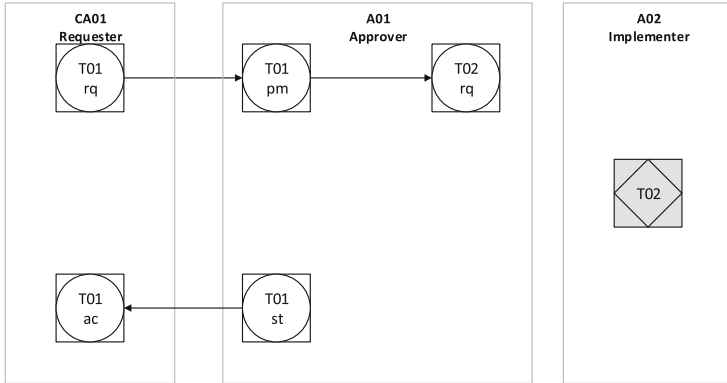 CA01
Requester
A01
Approver
A02
Implementer
T01
rq
T01
pm
T02
rq
T02
T01
ac
T01
st